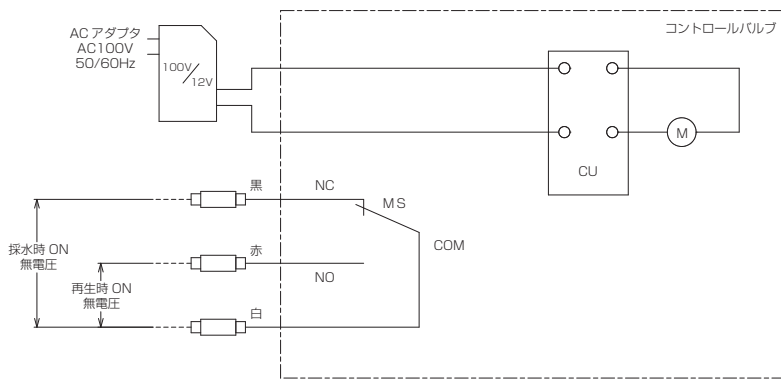 ACアダプタ
AC100V
50/60Hz
100V/12V
コントロールバルブ
M
CU
黒
NC
MS
COM
採水時 ON
無電圧
赤
NO
再生時 ON
無電圧
白